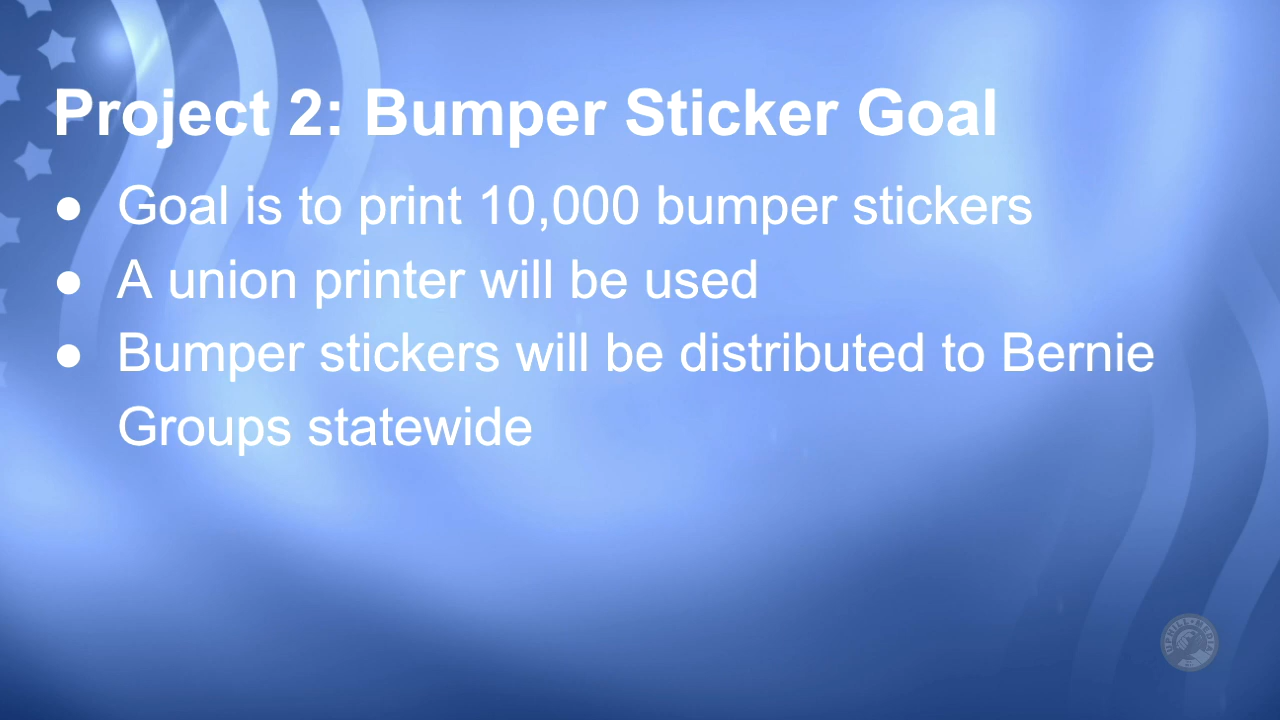 Project 2: Bumper Sticker Goal
● Goal is to print 10,000 bumper stickers
● A union printer will be used
● Bumper stickers will be distributed to Bernie
Groups statewide